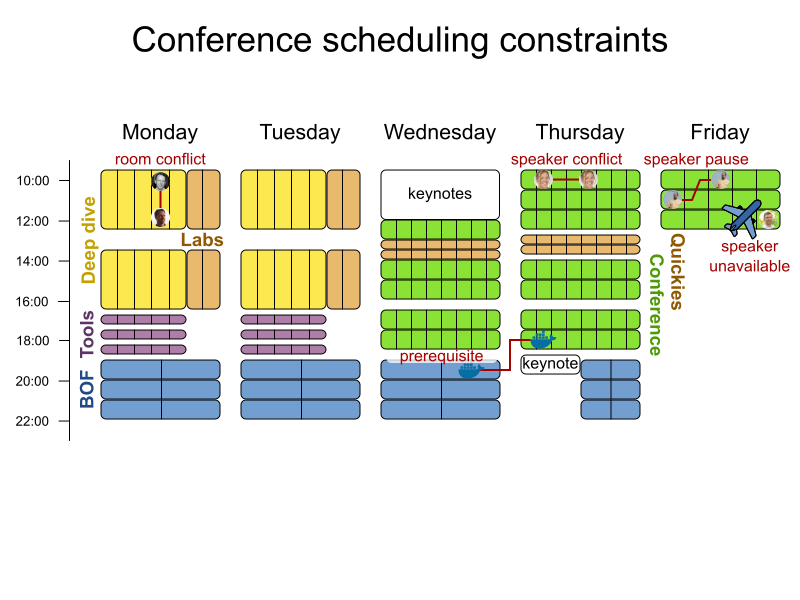 Conference scheduling constraints
Monday
Tuesday
Wednesday
Thursday
Friday
room conflict
speaker conflict
speaker pause
10:00
keynotes
12:00
Labs
Deep dive
speaker
unavailable
14:00
Quickies
Conference
16:00
Tools
18:00
prerequisite
keynote
20:00
BOF
22:00